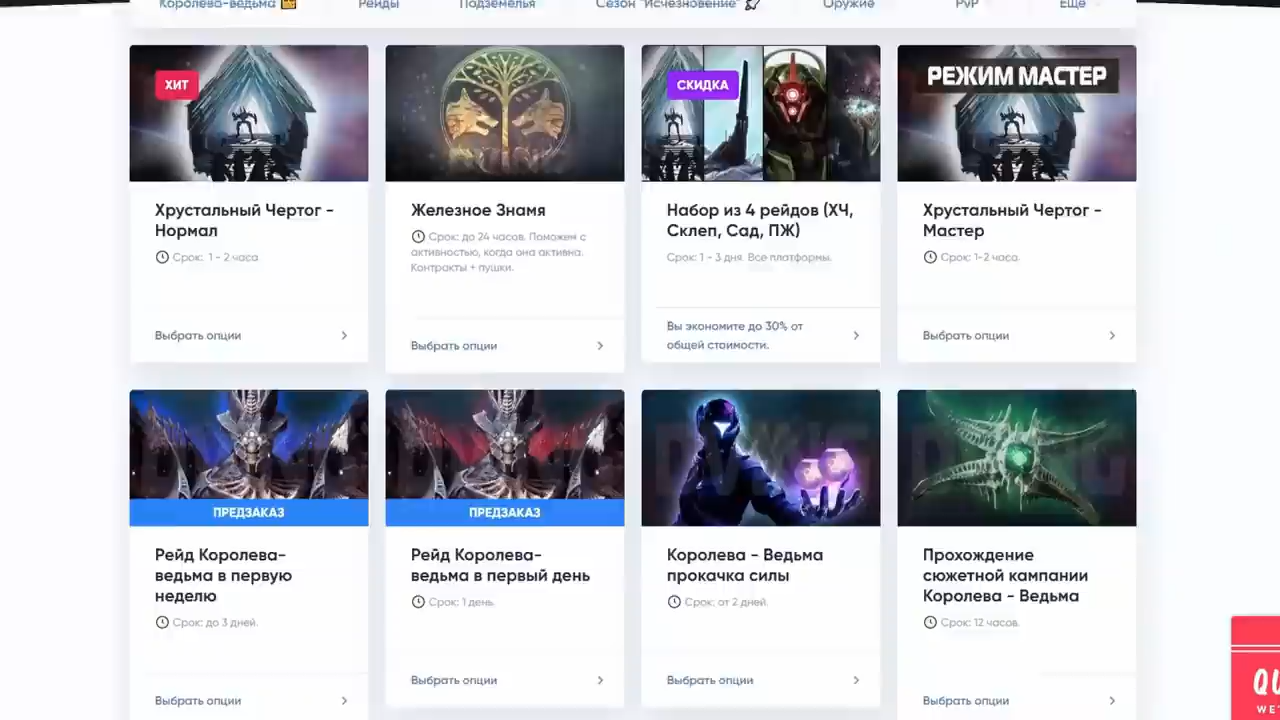 Королева-ведьма
Рейды
Подземелья
Сезон "Исчезновение"
Оружие
PvP
Еще
ХИТ
СКИДКА
РЕЖИМ МАСТЕР
Хрустальный Чертог -
Нормал
Срок: 1 - 2 часа
Выбрать опции
Железное Знамя
Срок: до 24 часов. Поможем с
активностью, когда она активна.
Контракты + пушки.
Выбрать опции
Набор из 4 рейдов (ХЧ,
Склеп, Сад, ПЖ)
Срок: 1 - 3 дня. Все платформы.
Вы экономите до 30% от
общей стоимости.
Хрустальный Чертог -
Мастер
Срок: 1-2 часа.
Выбрать опции
ПРЕДЗАКАЗ
Рейд Королева-
ведьма в первую
неделю
Срок: до 3 дней.
Выбрать опции
ПРЕДЗАКАЗ
Рейд Королева-
ведьма в первый день
Срок: 1 день.
Выбрать опции
Королева - Ведьма
прокачка силы
Срок: от 2 дней.
Выбрать опции
Прохождение
сюжетной кампании
Королева - Ведьма
Срок: 12 часов.
Выбрать опции